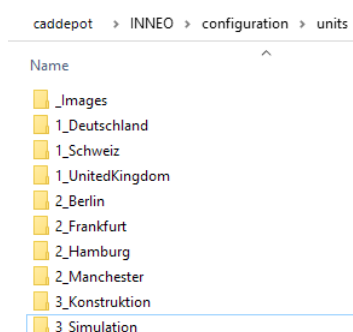 caddepot > INNEO > configuration > units
Name
_Images
1_Deutschland
1_Schweiz
1_UnitedKingdom
2_Berlin
2_Frankfurt
2_Hamburg
2_Manchester
3_Konstruktion
3_Simulation